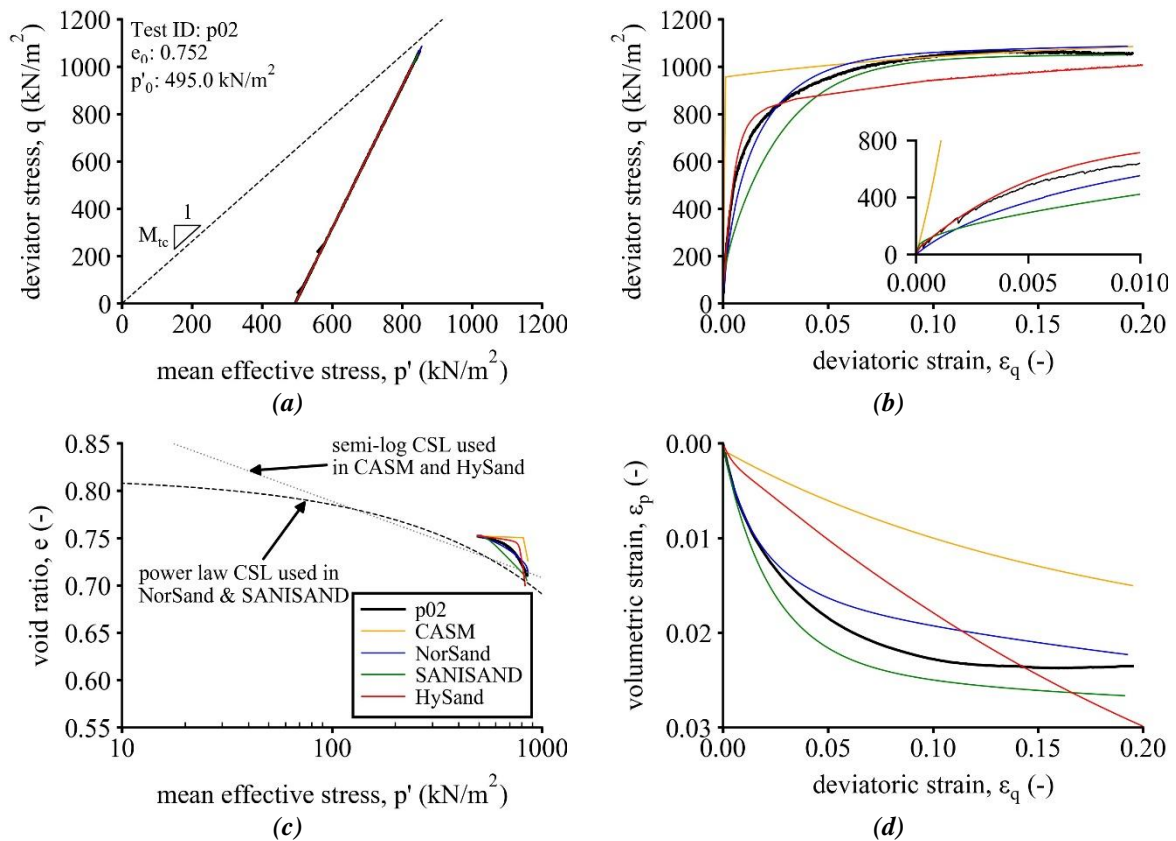 1200
1000
800
600
400
200
0
deviator stress, q (kN/m²)
Test ID: p02
e₀: 0.752
p'₀: 495.0 kN/m²
1
Mtc
0 200 400 600 800 1000 1200
mean effective stress, p' (kN/m²)
(a)
1200
1000
800
600
400
200
0
deviator stress, q (kN/m²)
800
400
0
0.000 0.005 0.010
0.00 0.05 0.10 0.15 0.20
deviatoric strain, εq (-)
(b)
0.85
0.80
0.75
0.70
0.65
0.60
0.55
void ratio, e (-)
semi-log CSL used
in CASM and HySand
power law CSL used in
NorSand & SANISAND
p02
CASM
NorSand
SANISAND
HySand
10 100 1000
mean effective stress, p' (kN/m²)
(c)
0.00
0.01
0.02
0.03
volumetric strain, εp (-)
0.00 0.05 0.10 0.15 0.20
deviatoric strain, εq (-)
(d)